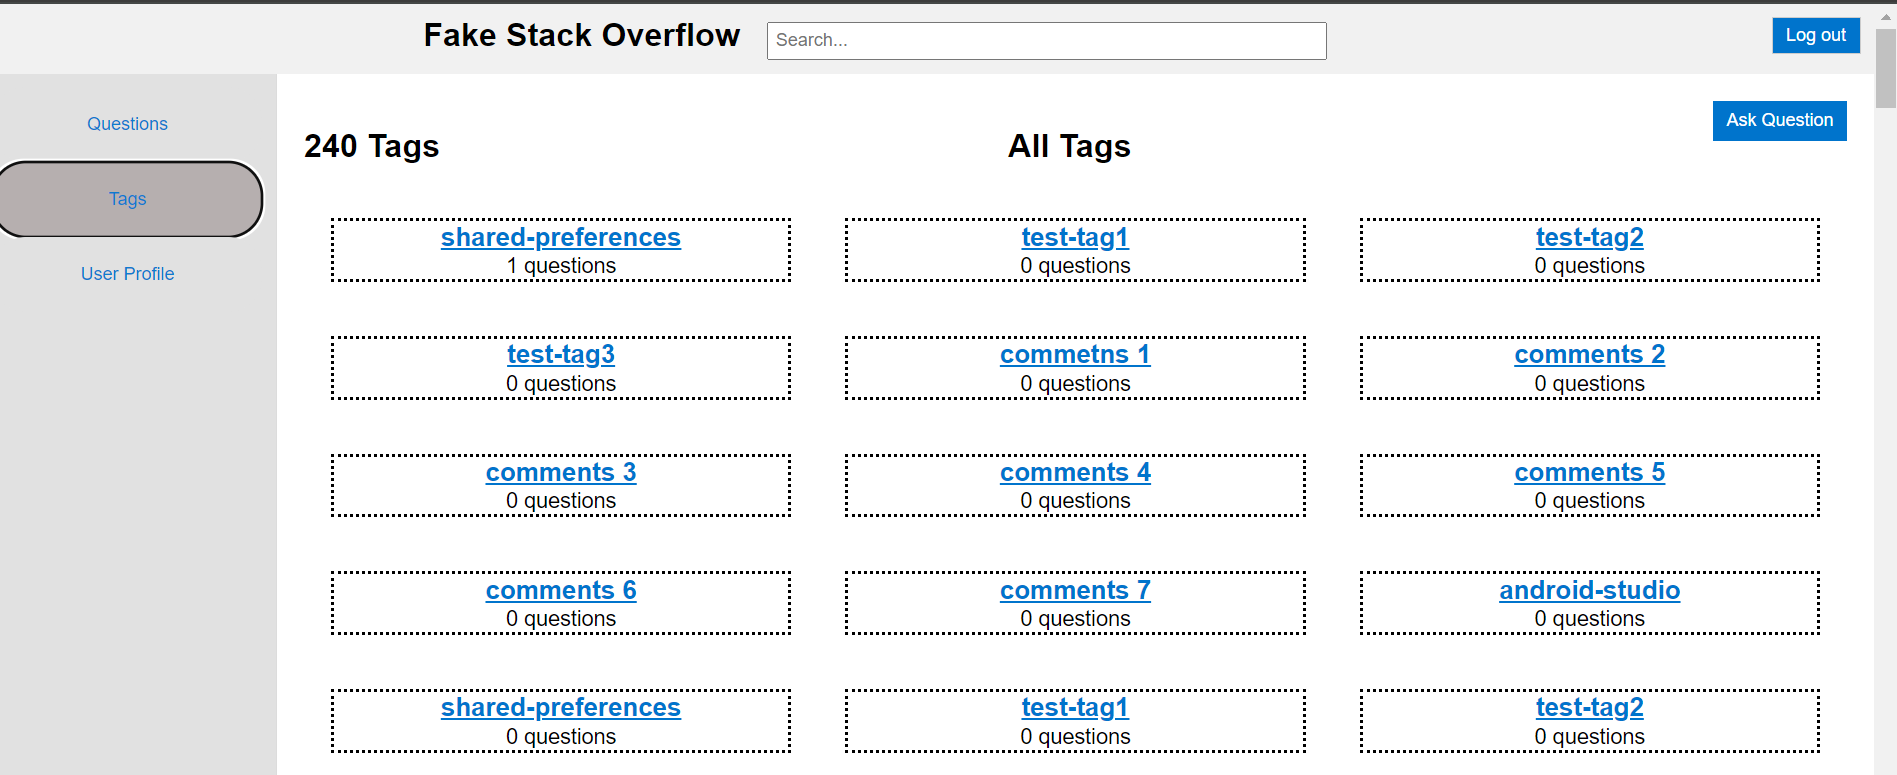 Fake Stack Overflow
Search...
Log out
Questions
Tags
User Profile
Ask Question
240 Tags
All Tags
shared-preferences
1 questions
test-tag1
0 questions
test-tag2
0 questions
test-tag3
0 questions
commetns 1
0 questions
comments 2
0 questions
comments 3
0 questions
comments 4
0 questions
comments 5
0 questions
comments 6
0 questions
comments 7
0 questions
android-studio
0 questions
shared-preferences
0 questions
test-tag1
0 questions
test-tag2
0 questions